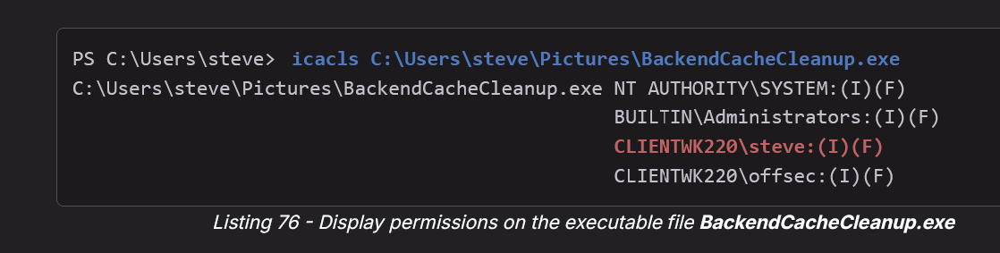 PS C:\Users\steve> icacls C:\Users\steve\Pictures\BackendCacheCleanup.exe
C:\Users\steve\Pictures\BackendCacheCleanup.exe NT AUTHORITY\SYSTEM:(I)(F)
BUILTIN\Administrators:(I)(F)
CLIENTWK220\steve:(I)(F)
CLIENTWK220\offsec:(I)(F)
Listing 76 - Display permissions on the executable file BackendCacheCleanup.exe